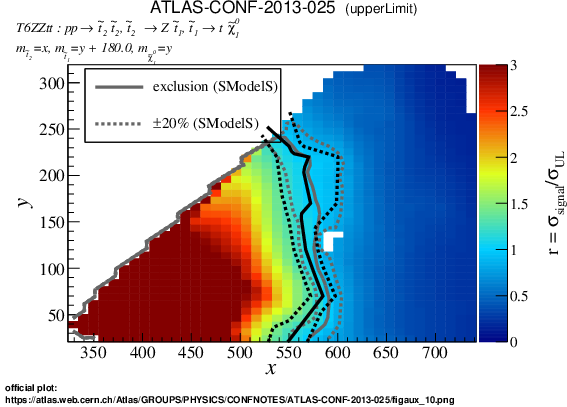 ATLAS-CONF-2013-025 (upperLimit)
T6ZZtt : pp → t̃₂ t̃₂, t̃₂ → Z t̃₁, t̃₁ → t χ̃⁰₁
m_t̃₂=x, m_t̃₁=y + 180.0, m_χ̃⁰₁=y
exclusion (SModelS)
±20% (SModelS)
300
250
200
150
100
50
y
350 400 450 500 550 600 650 700
x
3
2.5
2
1.5
1
0.5
0
r = σ_signal/σ_UL
official plot:
https://atlas.web.cern.ch/Atlas/GROUPS/PHYSICS/CONFNOTES/ATLAS-CONF-2013-025/figaux_10.png